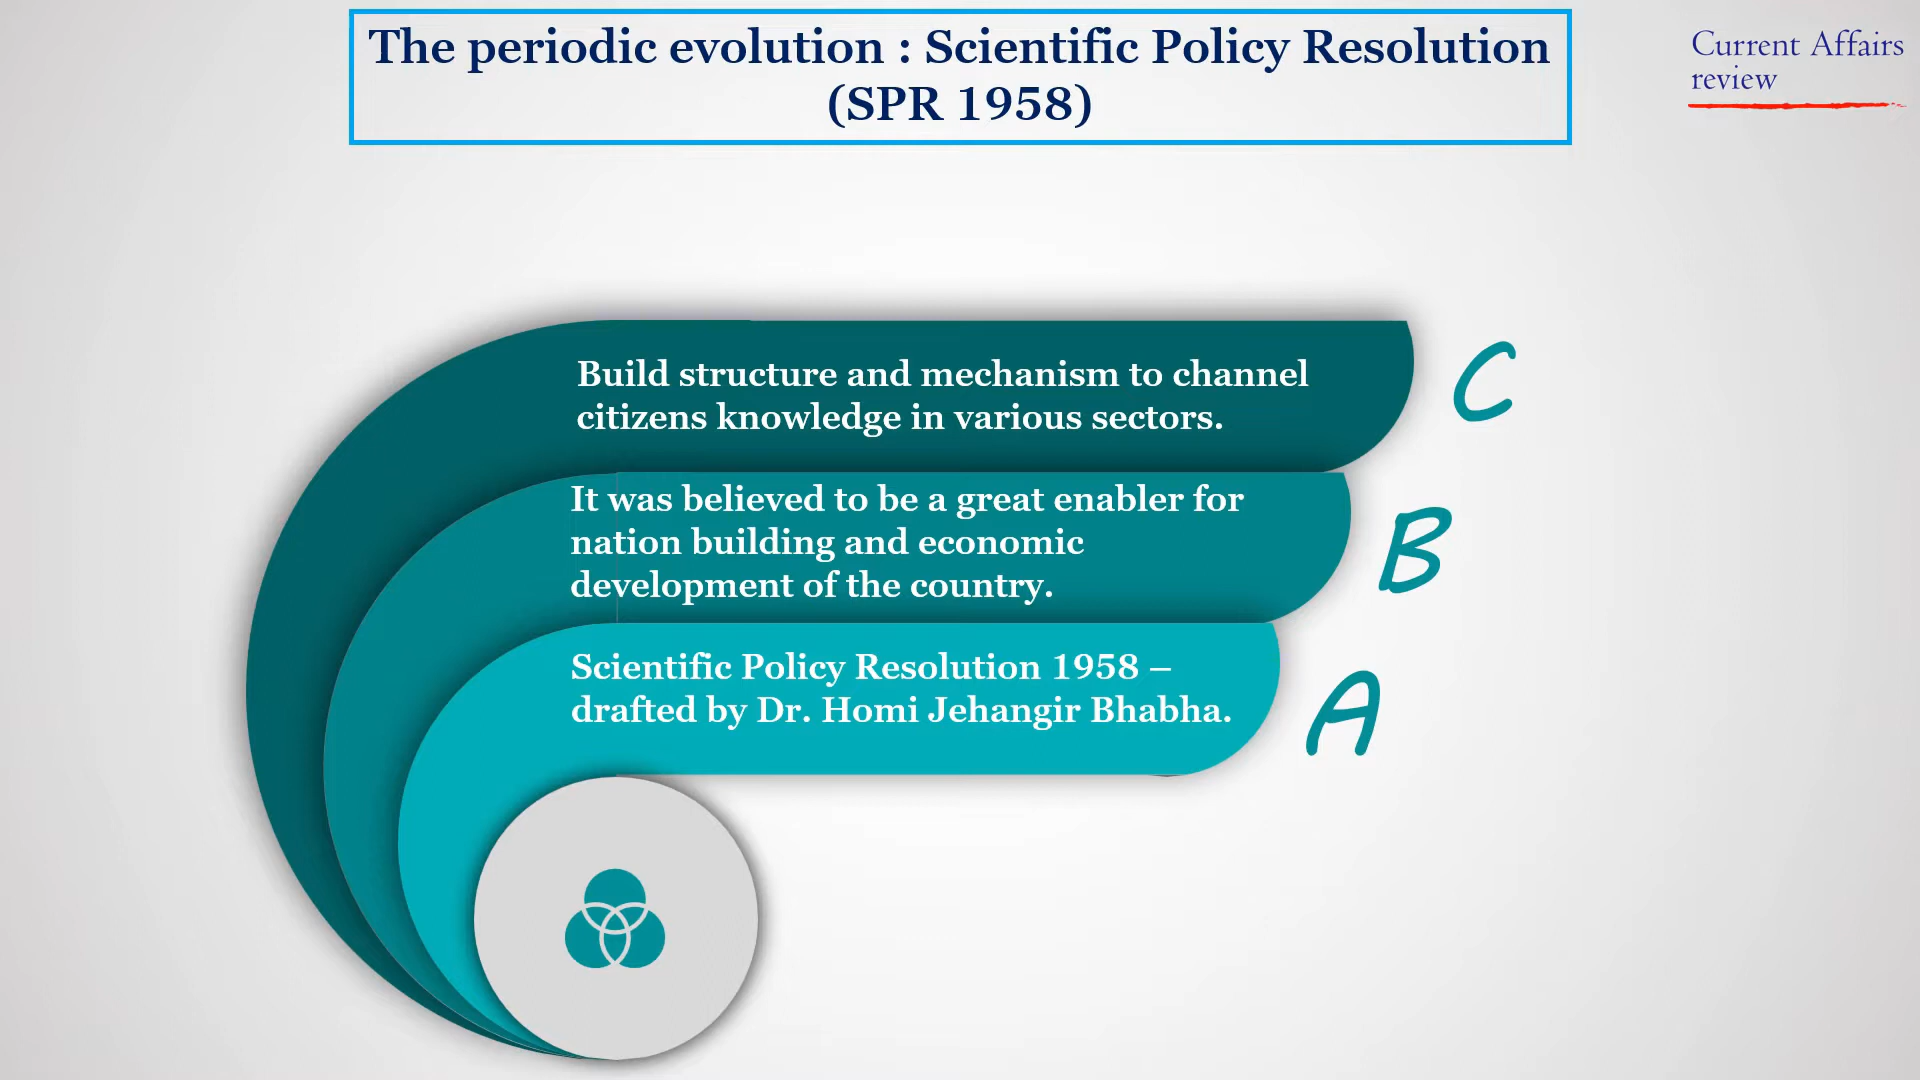 The periodic evolution : Scientific Policy Resolution
(SPR 1958)
Current Affairs
review
Build structure and mechanism to channel
citizens knowledge in various sectors.
C
It was believed to be a great enabler for
nation building and economic
development of the country.
B
Scientific Policy Resolution 1958 –
drafted by Dr. Homi Jehangir Bhabha.
A